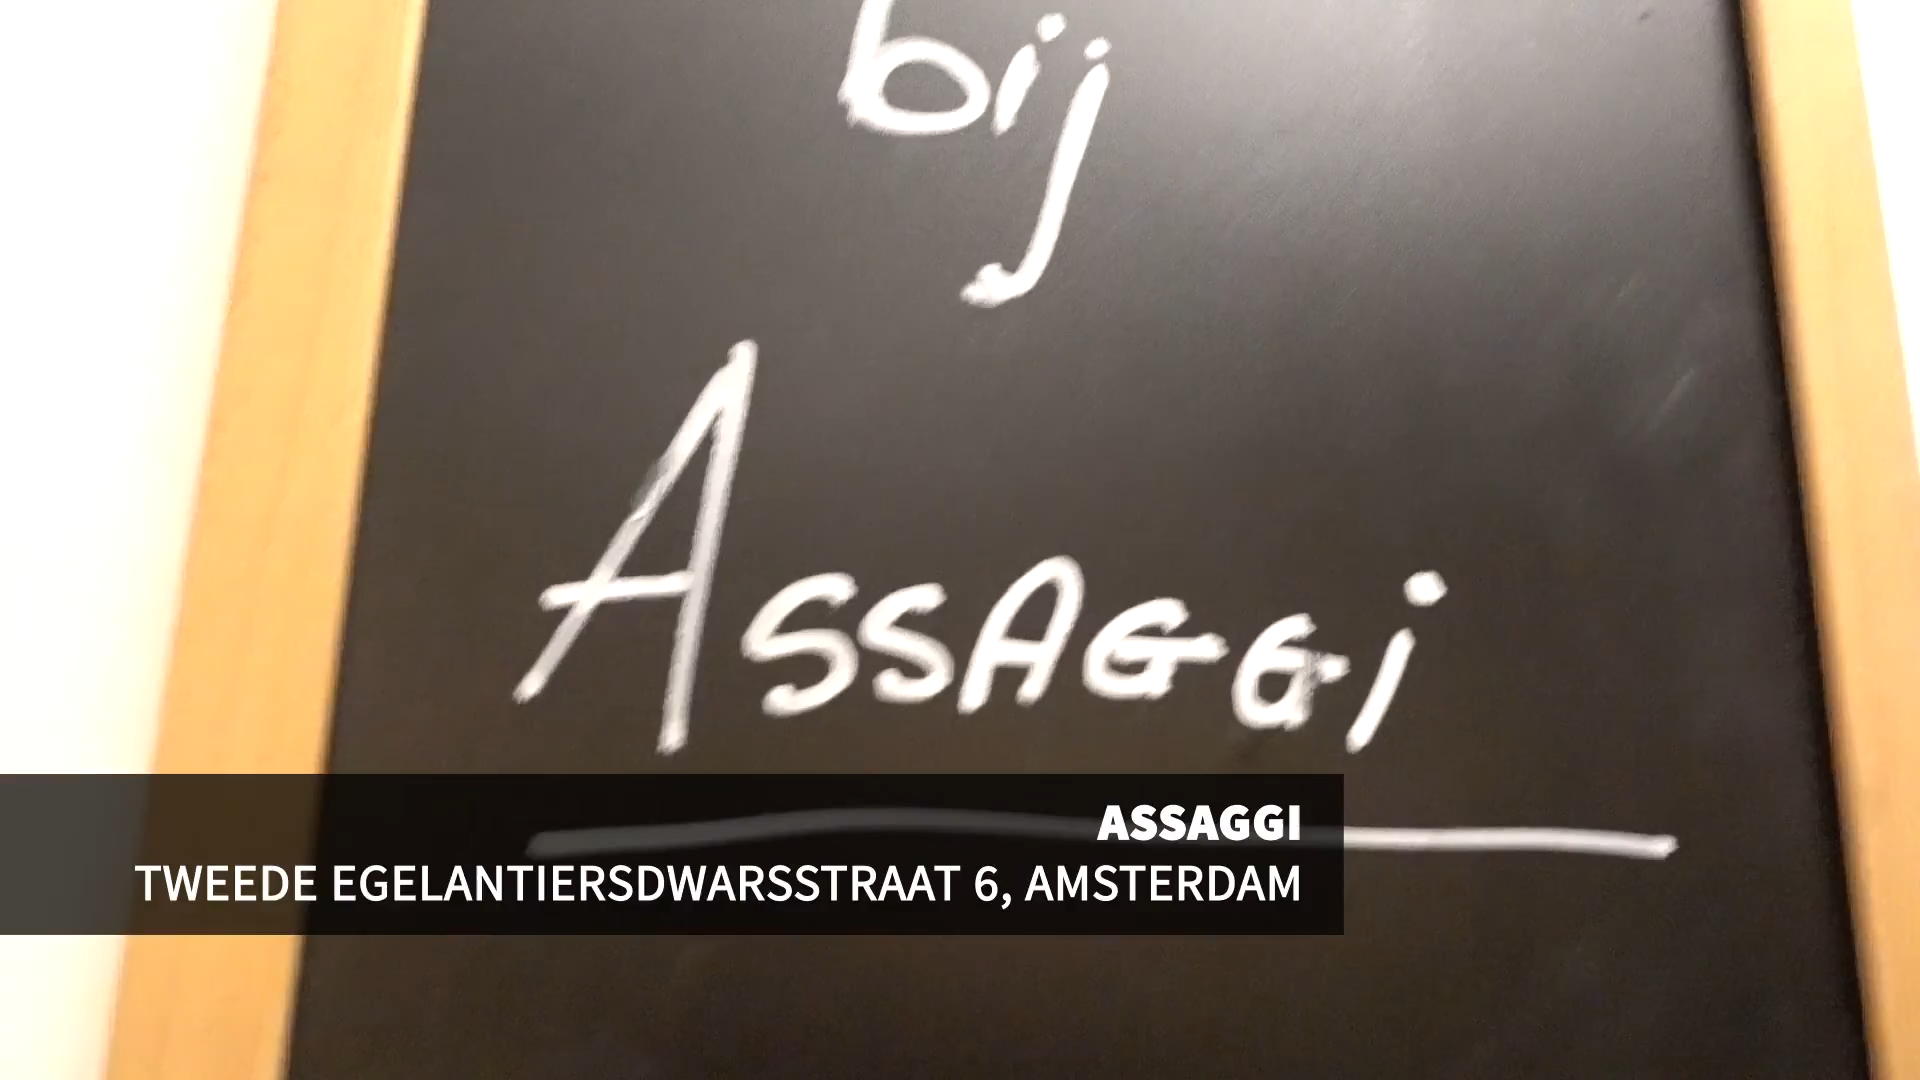 bij
Assaggi
ASSAGGI
TWEEDE EGELANTIERSDWARSSTRAAT 6, AMSTERDAM